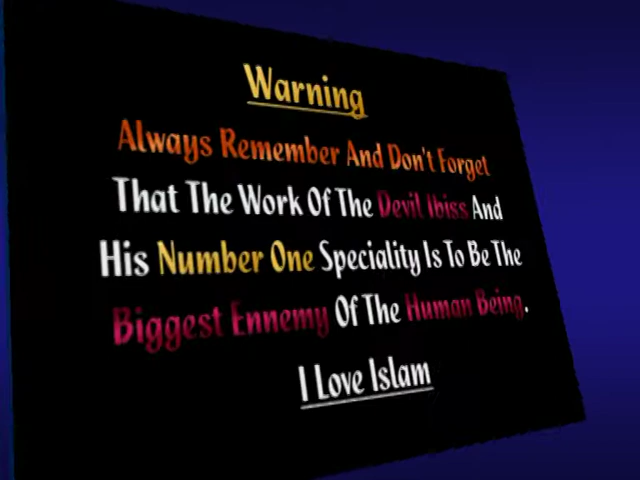 Warning
Always Remember And Don't Forget
That The Work Of The Devil Ibiss And
His Number One Speciality Is To Be The
Biggest Ennemy Of The Human Being.
I Love Islam